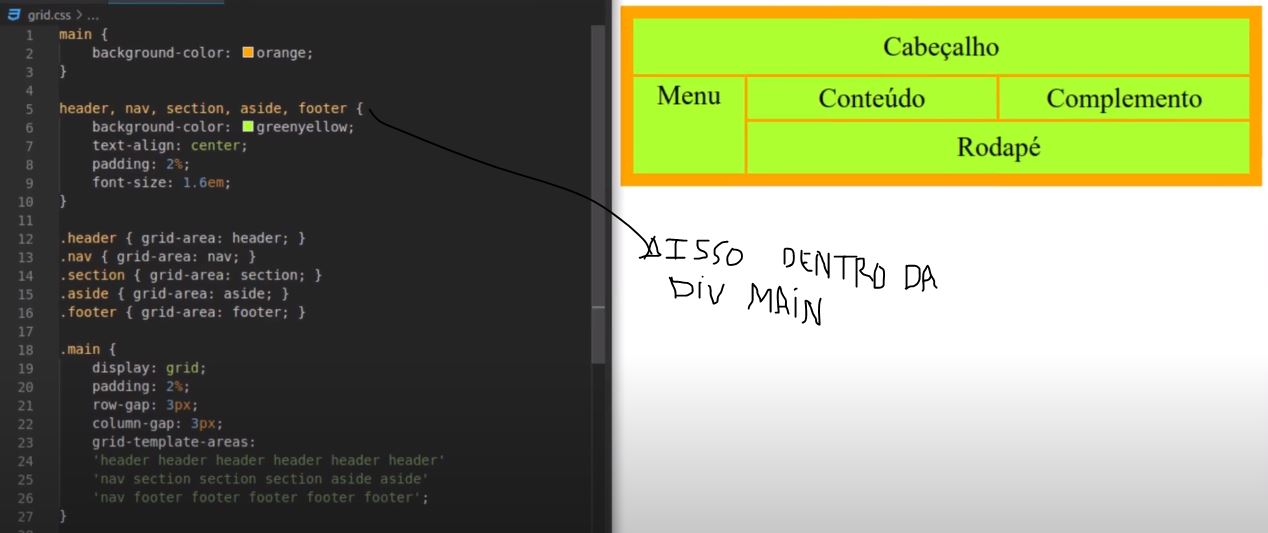 grid.css > ...
1 main {
2 background-color: orange;
3 }
4
5 header, nav, section, aside, footer {
6 background-color: greenyellow;
7 text-align: center;
8 padding: 2%;
9 font-size: 1.6em;
10 }
11
12 .header { grid-area: header; }
13 .nav { grid-area: nav; }
14 .section { grid-area: section; }
15 .aside { grid-area: aside; }
16 .footer { grid-area: footer; }
17
18 .main {
19 display: grid;
20 padding: 2%;
21 row-gap: 3px;
22 column-gap: 3px;
23 grid-template-areas:
24 'header header header header header header'
25 'nav section section section aside aside'
26 'nav footer footer footer footer footer';
27 }
Cabeçalho
Menu Conteúdo Complemento
Rodapé
ISSO DENTRO DA
DIV MAIN